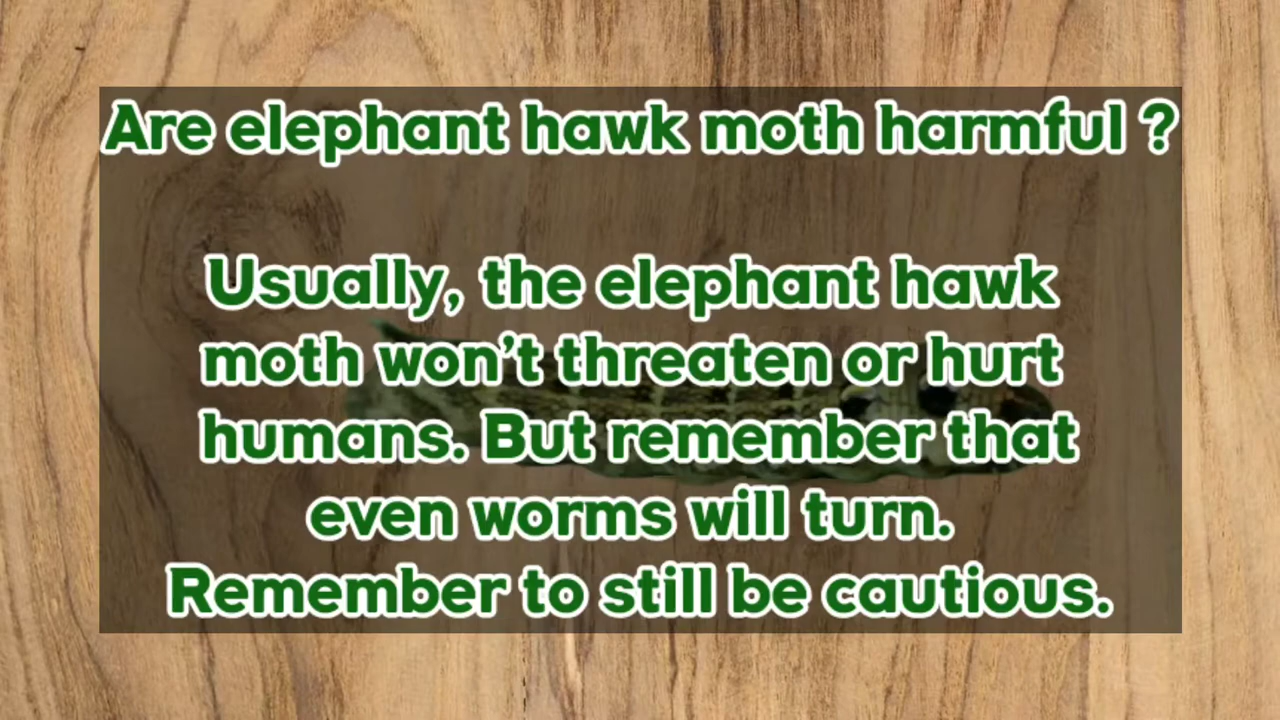 Are elephant hawk moth harmful ?
Usually, the elephant hawk
moth won’t threaten or hurt
humans. But remember that
even worms will turn.
Remember to still be cautious.